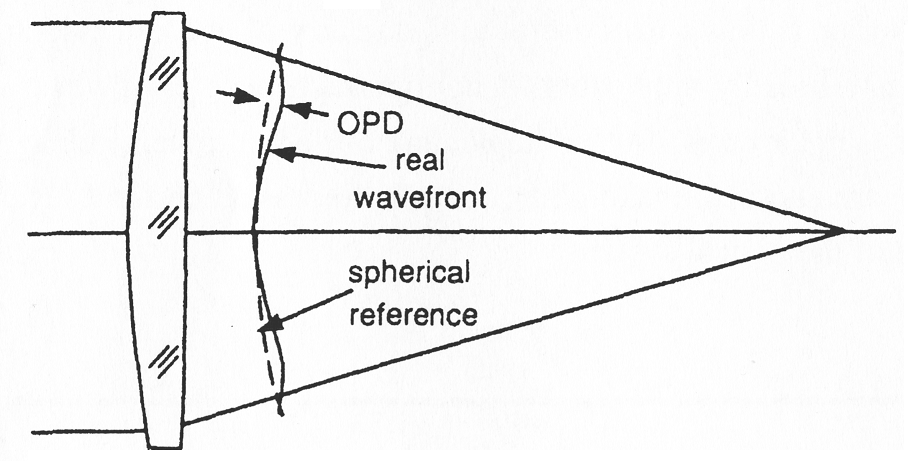 OPD
real
wavefront
spherical
reference